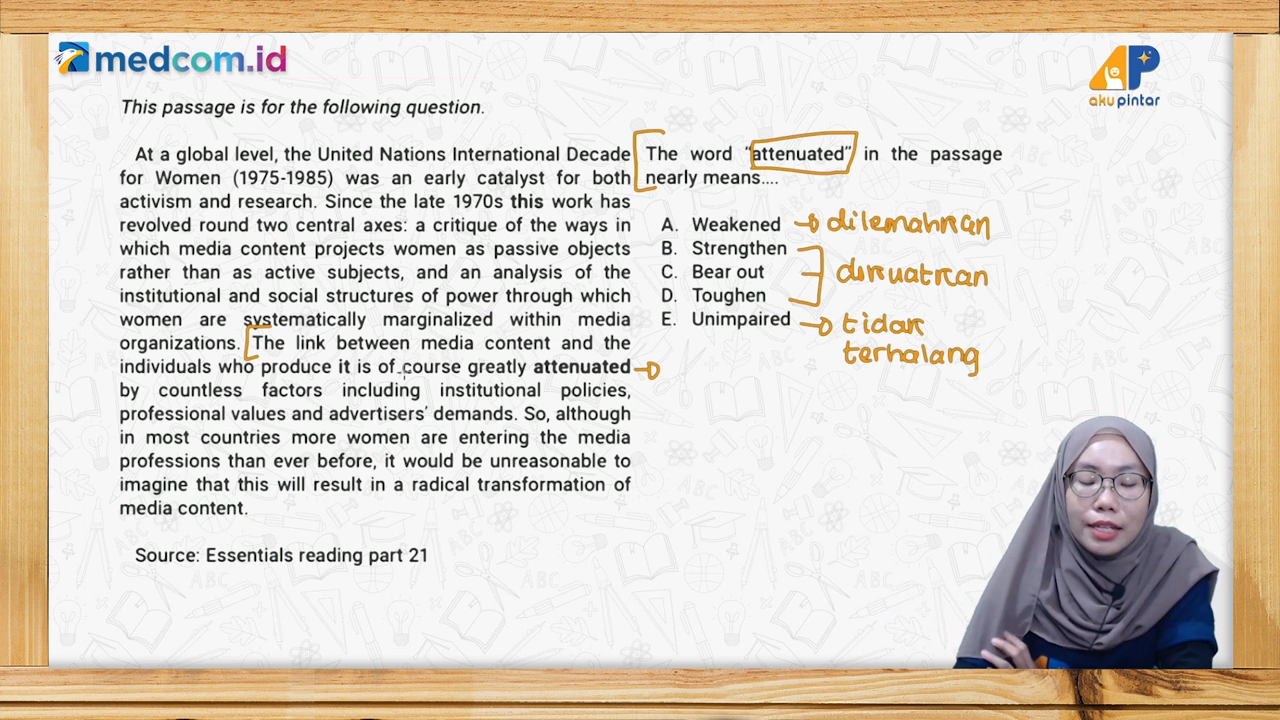 medcom.id
AP
aku pintar
This passage is for the following question.
At a global level, the United Nations International Decade
for Women (1975-1985) was an early catalyst for both
activism and research. Since the late 1970s this work has
revolved round two central axes: a critique of the ways in
which media content projects women as passive objects
rather than as active subjects, and an analysis of the
institutional and social structures of power through which
women are systematically marginalized within media
organizations. The link between media content and the
individuals who produce it is of course greatly attenuated
by countless factors including institutional policies,
professional values and advertisers’ demands. So, although
in most countries more women are entering the media
professions than ever before, it would be unreasonable to
imagine that this will result in a radical transformation of
media content.
Source: Essentials reading part 21
The word “attenuated” in the passage
nearly means....
A. Weakened dilemahkan
B. Strengthen
C. Bear out dikuatkan
D. Toughen
E. Unimpaired tidak
terhalang